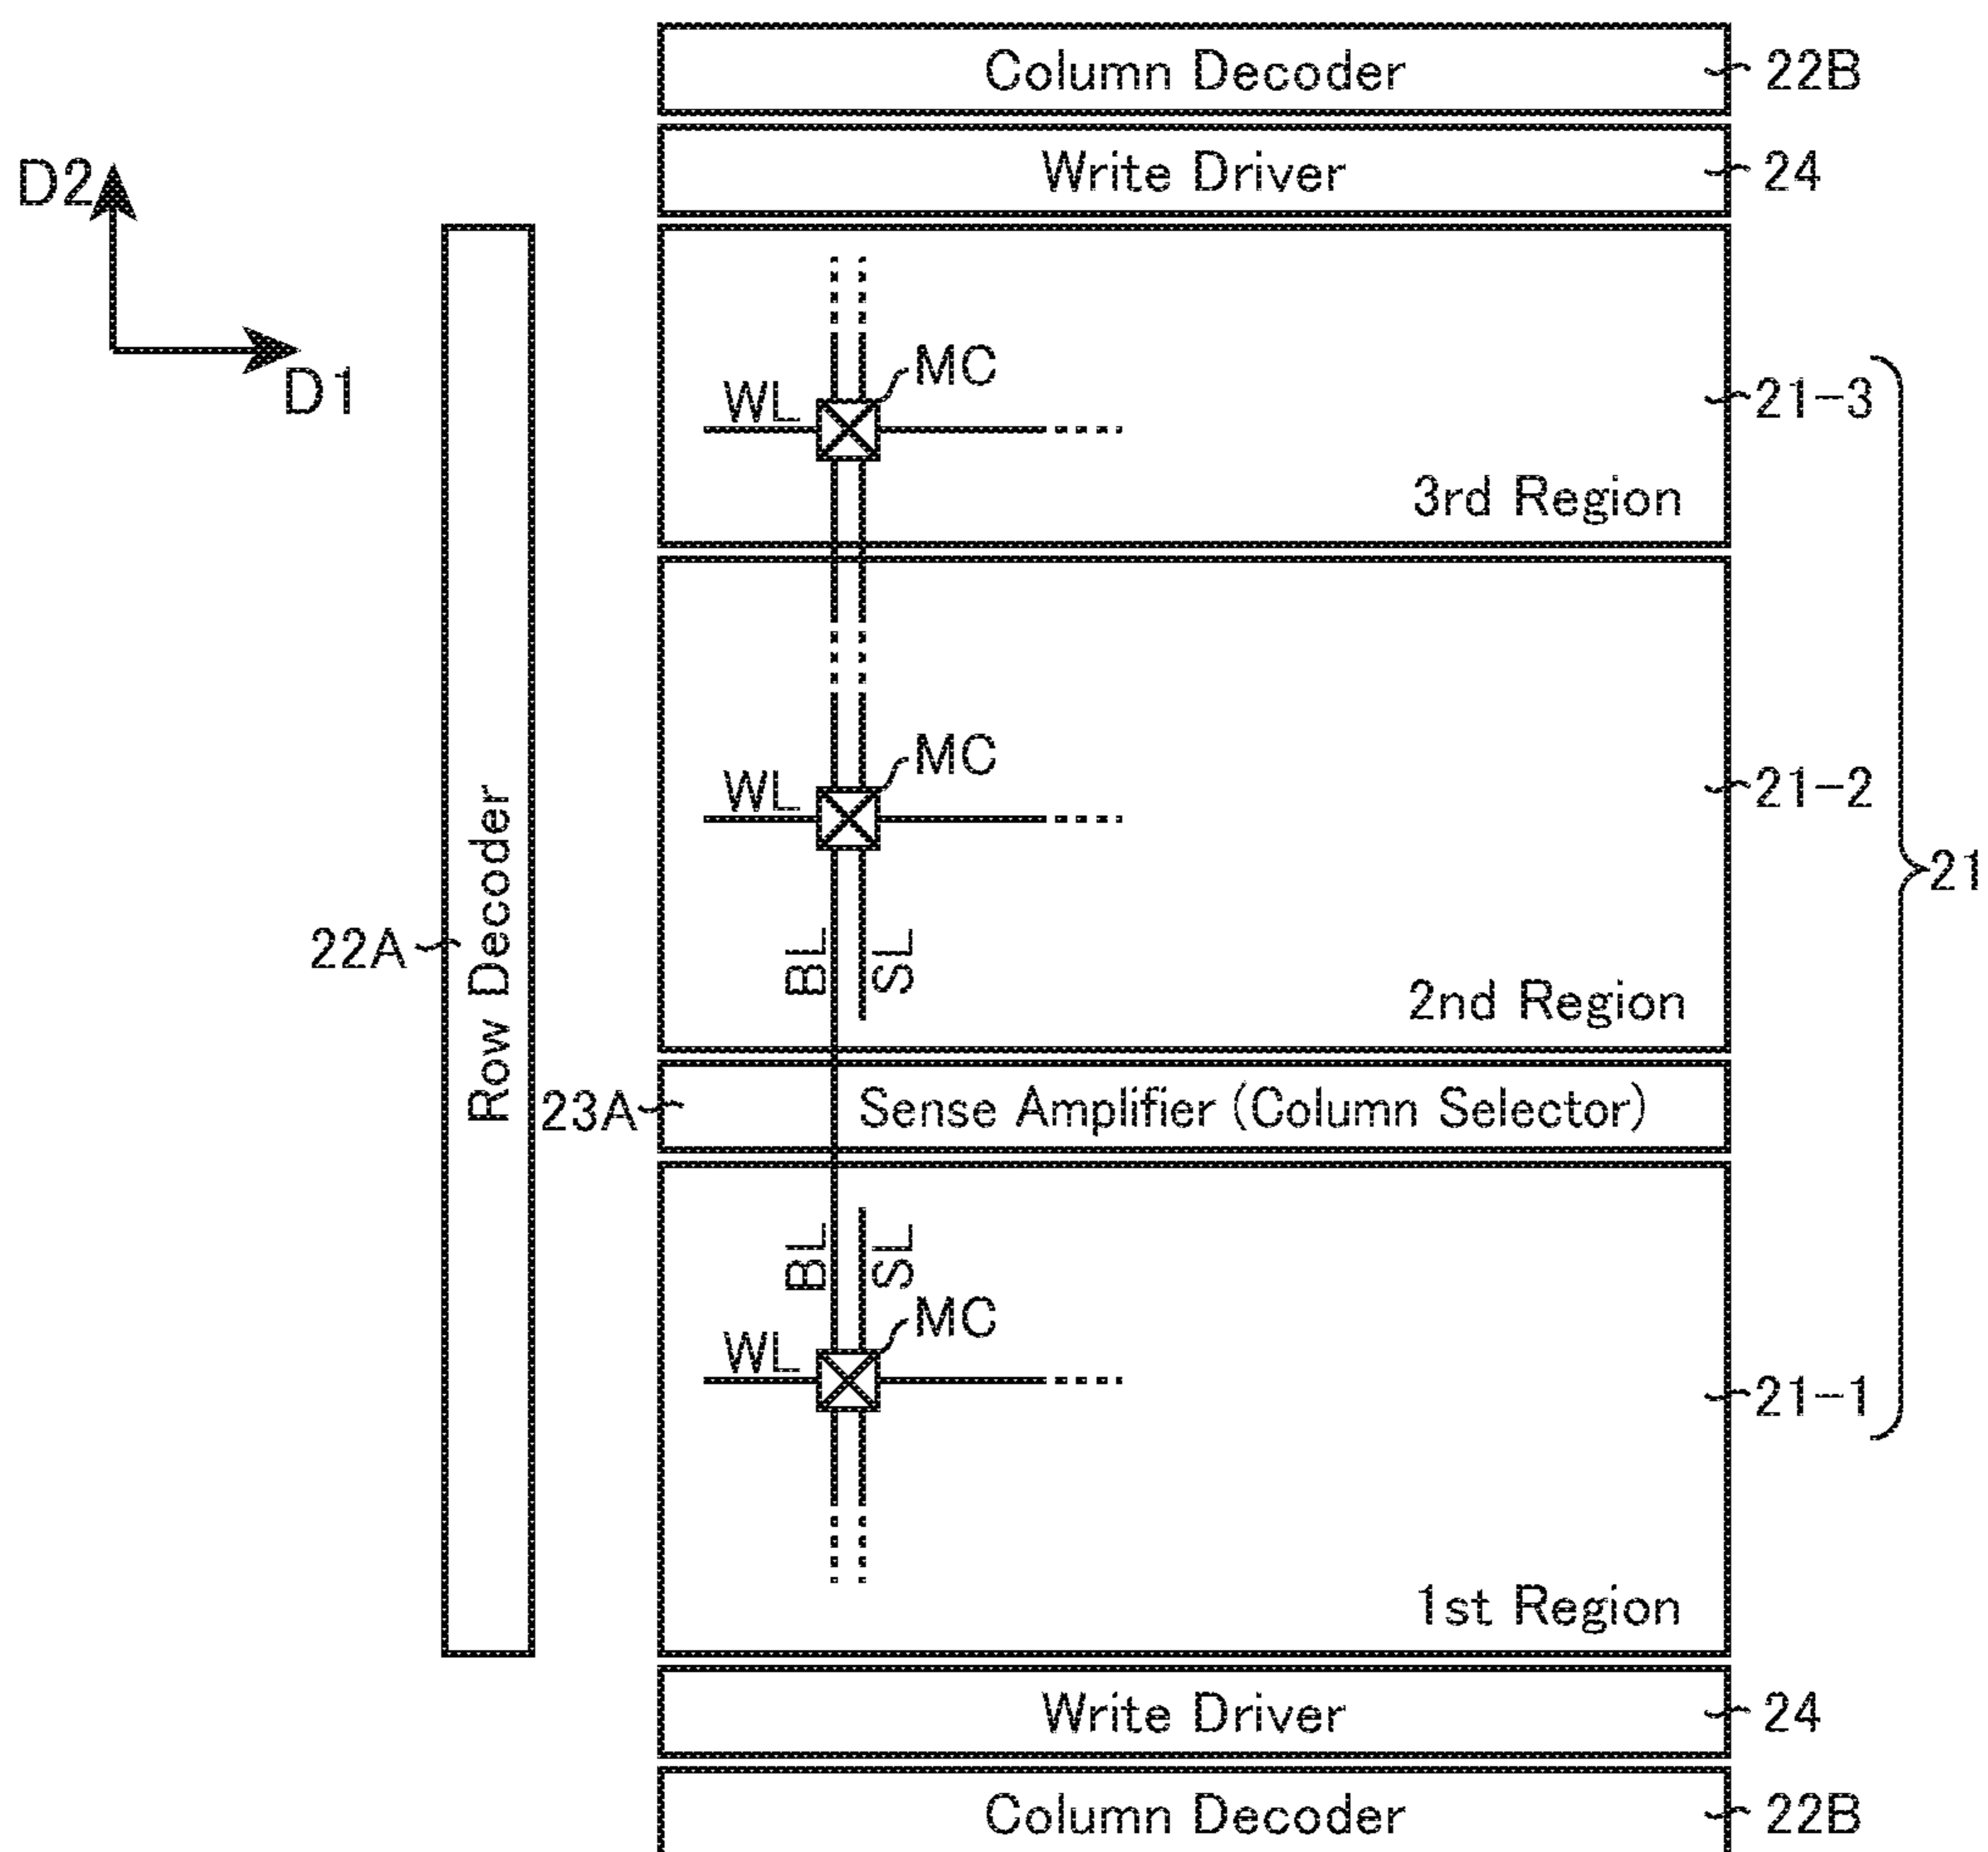 Column Decoder 22B
Write Driver 24
D2
D1
WL MC
21-3
3rd Region
WL MC
21-2
21
Row Decoder
22A
BL SL
2nd Region
23A Sense Amplifier (Column Selector)
BL SL
WL MC
21-1
1st Region
Write Driver 24
Column Decoder 22B